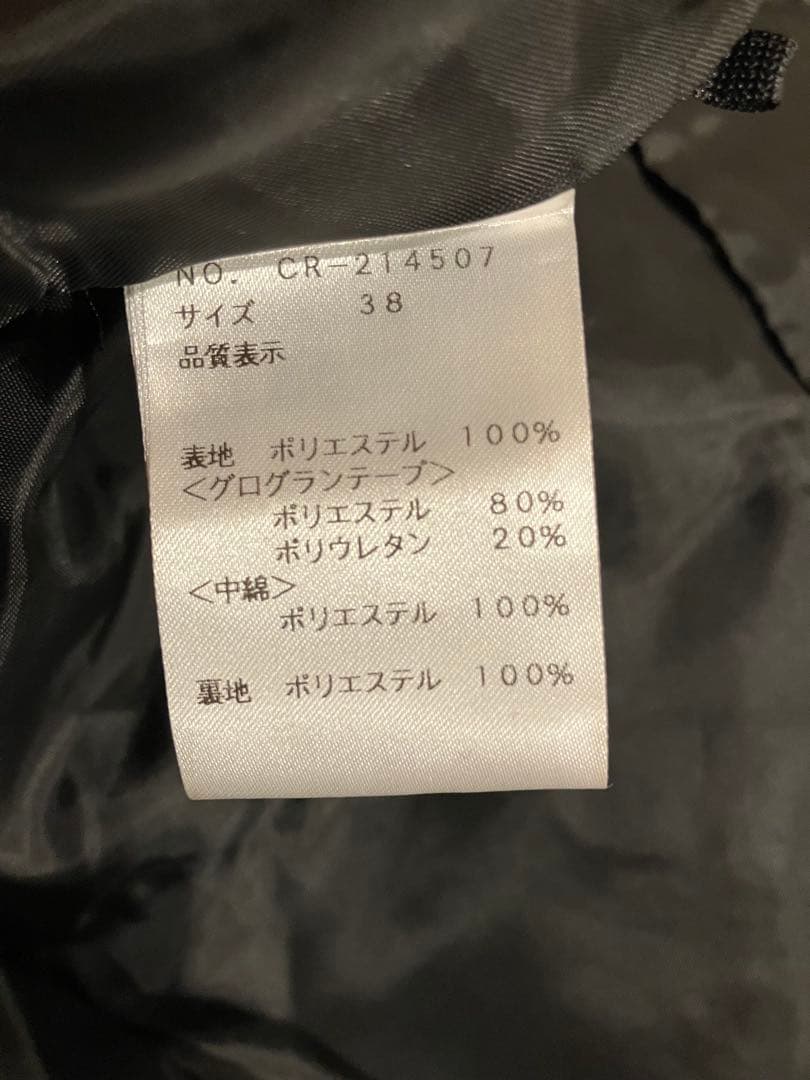 NO. CR-214507
サイズ 38
品質表示
表地 ポリエステル 100%
<グログランテープ>
ポリエステル 80%
ポリウレタン 20%
<中綿>
ポリエステル 100%
裏地 ポリエステル 100%